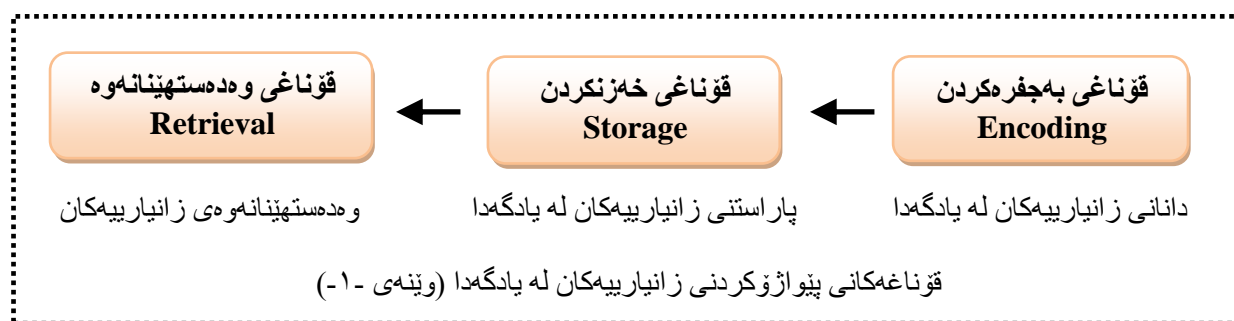 قۆناغی بەجفرەکردن
Encoding
قۆناغی خەزنکردن
Storage
قۆناغی وەدەستهێنانەوە
Retrieval
دانانی زانیارییەکان لە یادگەدا
پاراستنی زانیارییەکان لە یادگەدا
وەدەستهێنانەوەی زانیارییەکان
قۆناغەکانی پێواژۆکردنی زانیارییەکان لە یادگەدا (وێنەی -١-)